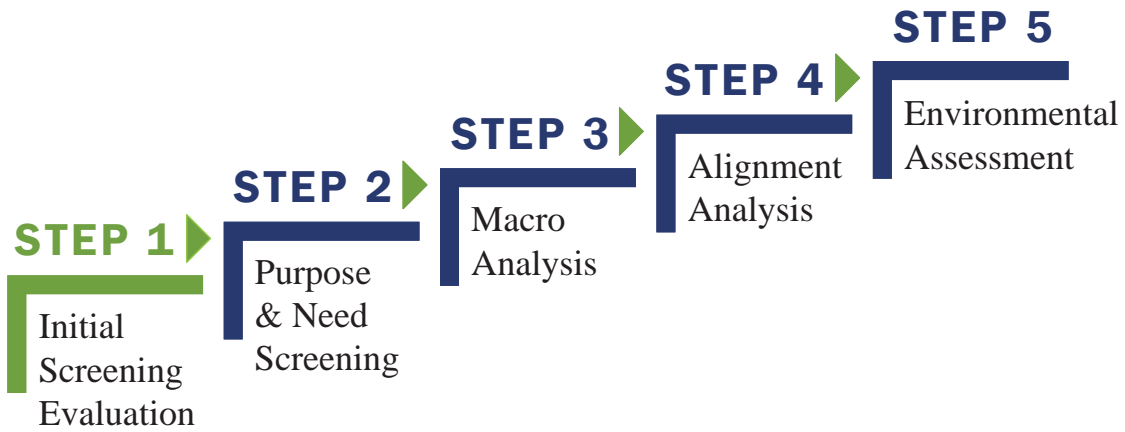 STEP 1
Initial
Screening
Evaluation
STEP 2
Purpose
& Need
Screening
STEP 3
Macro
Analysis
STEP 4
Alignment
Analysis
STEP 5
Environmental
Assessment